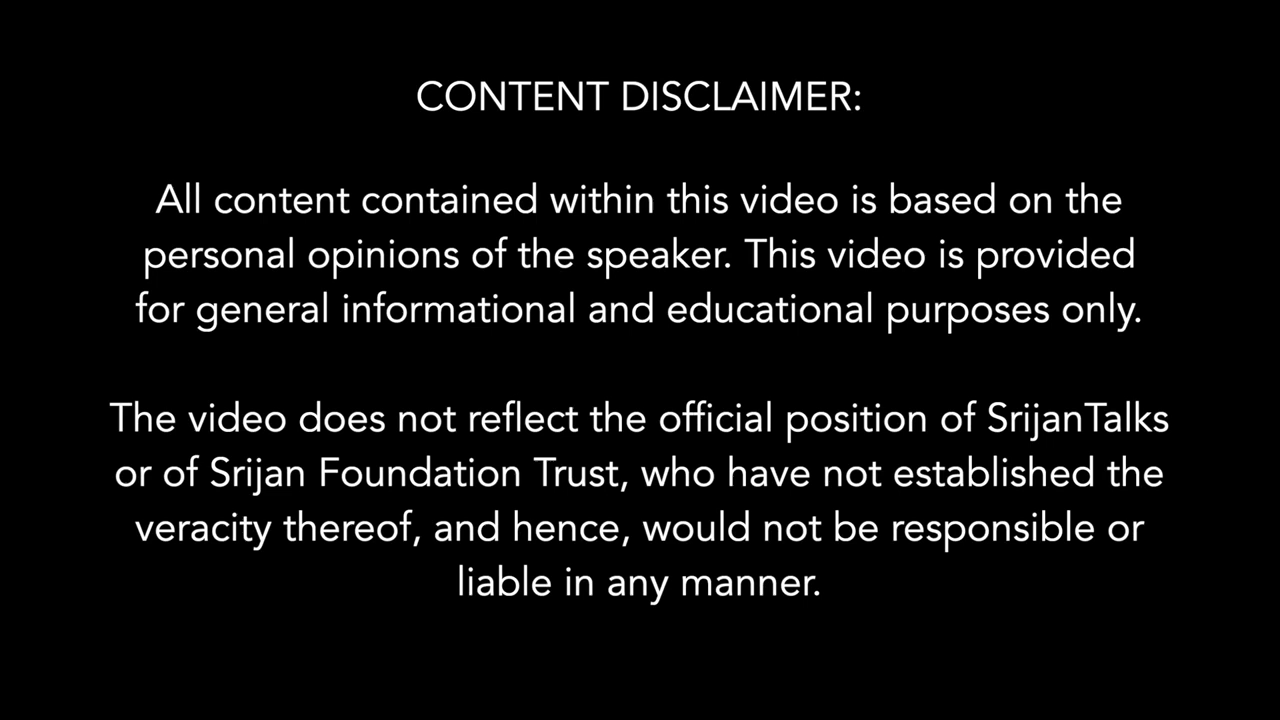 CONTENT DISCLAIMER:
All content contained within this video is based on the
personal opinions of the speaker. This video is provided
for general informational and educational purposes only.
The video does not reflect the official position of SrijanTalks
or of Srijan Foundation Trust, who have not established the
veracity thereof, and hence, would not be responsible or
liable in any manner.